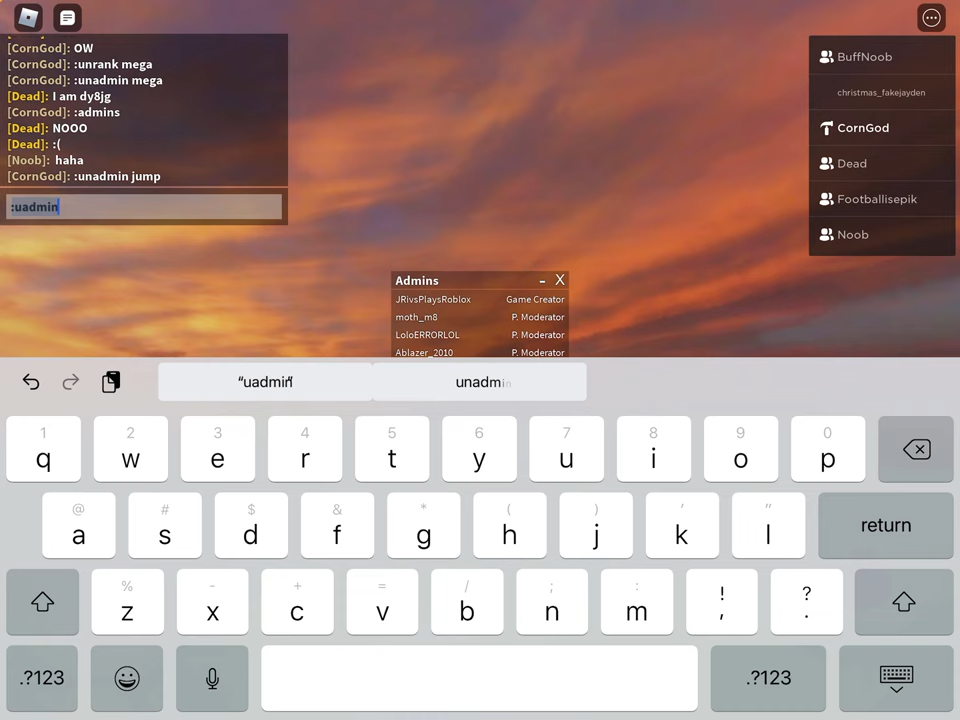 [CornGod]: OW
[CornGod]: :unrank mega
[CornGod]: :unadmin mega
[Dead]: I am dy8jg
[CornGod]: :admins
[Dead]: NOOO
[Dead]: :(
[Noob]: haha
[CornGod]: :unadmin jump
:uadmin
BuffNoob
christmas_fakejayden
CornGod
Dead
Footballisepik
Noob
Admins - X
JRivsPlaysRoblox Game Creator
moth_m8 P. Moderator
LoloERRORLOL P. Moderator
Ablazer_2010 P. Moderator
“uadmin” unadmin
1 2 3 4 5 6 7 8 9 0
q w e r t y u i o p
@ # $ & * ( ) ' "
a s d f g h j k l return
% - + = / ; : ! ?
z x c v b n m , .
.?123 .?123